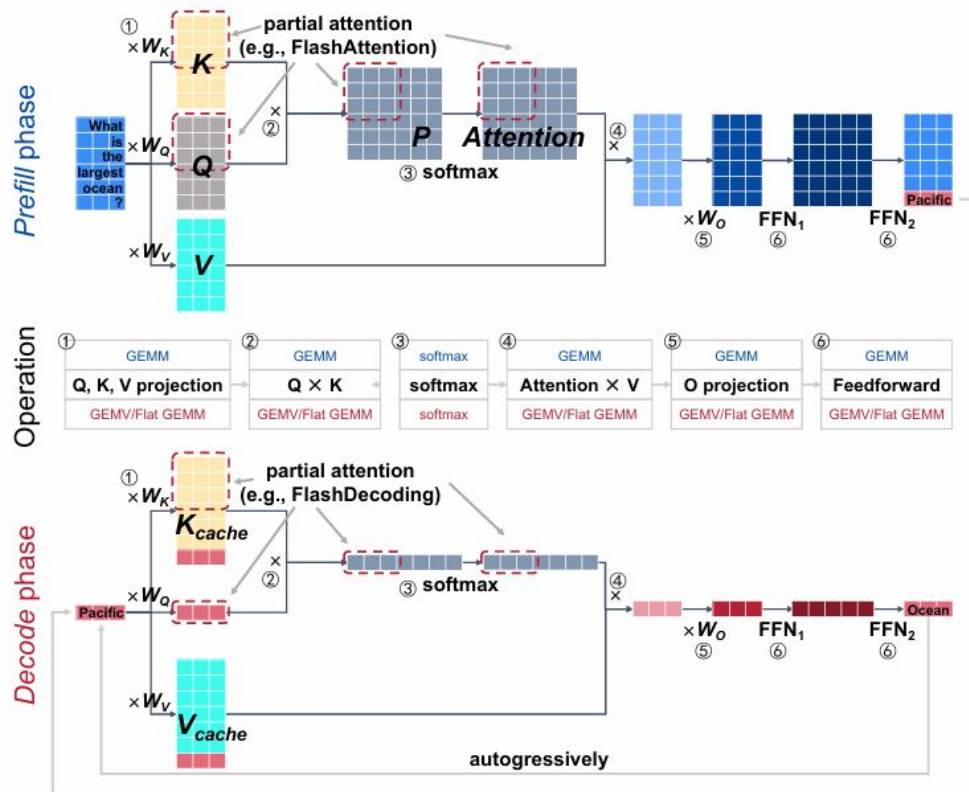 Prefill phase
①
× W_K
K
partial attention
(e.g., FlashAttention)
What
is
the
largest
ocean
?
× W_Q
Q
×
②
P
Attention
③ softmax
④
×
× W_V
V
× W_O
⑤
FFN₁
⑥
FFN₂
⑥
Pacific
Operation
①
GEMM
Q, K, V projection
GEMV/Flat GEMM
②
GEMM
Q × K
GEMV/Flat GEMM
③
softmax
softmax
softmax
④
GEMM
Attention × V
GEMV/Flat GEMM
⑤
GEMM
O projection
GEMV/Flat GEMM
⑥
GEMM
Feedforward
GEMV/Flat GEMM
Decode phase
①
× W_K
K_cache
partial attention
(e.g., FlashDecoding)
Pacific
× W_Q
×
②
③ softmax
④
×
× W_V
V_cache
× W_O
⑤
FFN₁
⑥
FFN₂
⑥
Ocean
autogressively